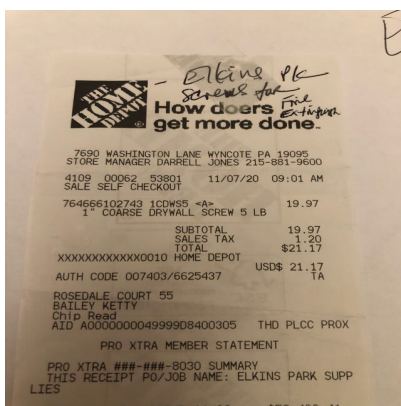 - Elkins Pk
Screws for
Fire
Extinguish
THE
HOME
DEPOT
How doers
get more done™
7690 WASHINGTON LANE WYNCOTE PA 19095
STORE MANAGER DARRELL JONES 215-881-9600
4109 00062 53801 11/07/20 09:01 AM
SALE SELF CHECKOUT
764666102743 1CDWS5 <A> 19.97
1" COARSE DRYWALL SCREW 5 LB
SUBTOTAL 19.97
SALES TAX 1.20
TOTAL $21.17
XXXXXXXXXXXX0010 HOME DEPOT
USD$ 21.17
AUTH CODE 007403/6625437 TA
ROSEDALE COURT 55
BAILEY KETTY
Chip Read
AID A0000000049999D8400305 THD PLCC PROX
PRO XTRA MEMBER STATEMENT
PRO XTRA ###-###-8030 SUMMARY
THIS RECEIPT PO/JOB NAME: ELKINS PARK SUPP
LIES